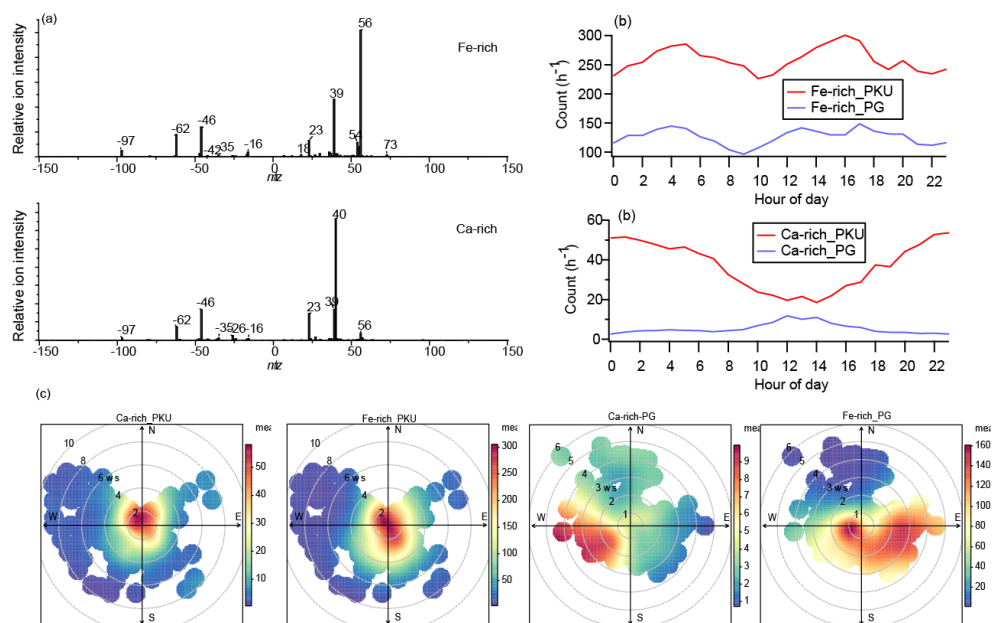 (a)
Relative ion intensity
Fe-rich
-97
-62
-46
-42
-35
-16
18
23
39
54
56
73
-150
-100
-50
0
50
100
150
m/z
Relative ion intensity
Ca-rich
-97
-62
-46
-35
-26
-16
23
39
40
56
-150
-100
-50
0
50
100
150
m/z
(b)
Count (h⁻¹)
300
250
200
150
100
Fe-rich_PKU
Fe-rich_PG
0 2 4 6 8 10 12 14 16 18 20 22
Hour of day
(b)
Count (h⁻¹)
60
40
20
0
Ca-rich_PKU
Ca-rich_PG
0 2 4 6 8 10 12 14 16 18 20 22
Hour of day
(c)
Ca-rich_PKU
N
W
E
S
10
8
6 ws
4
2
mea
50
40
30
20
10
Fe-rich_PKU
N
W
E
S
10
8
6 ws
4
2
mea
300
250
200
150
100
50
Ca-rich-PG
N
W
E
S
6
5
4
3 ws
2
1
mea
9
8
7
6
5
4
3
2
1
Fe-rich_PG
N
W
E
S
6
5
4
3 ws
2
1
mea
160
140
120
100
80
60
40
20